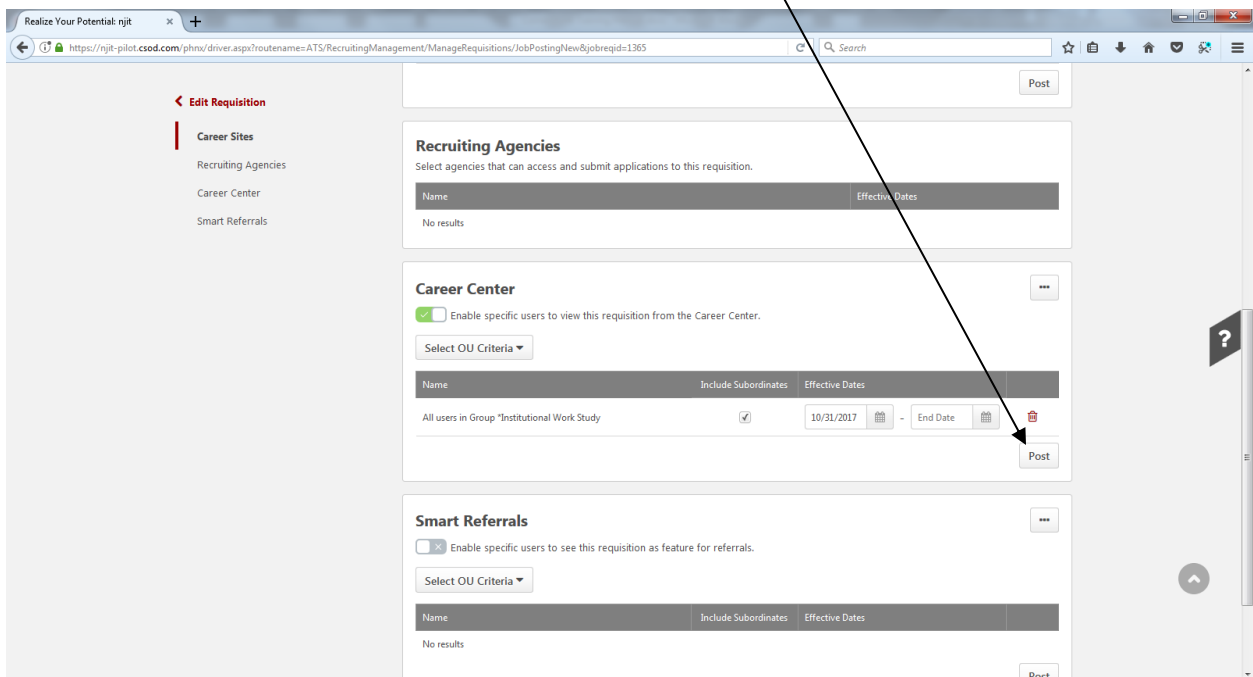 Realize Your Potential: njit × +
https://njit-pilot.csod.com/phnx/driver.aspx?routename=ATS/RecruitingManagement/ManageRequisitions/JobPostingNew&jobreqid=1365 Search
Post
Edit Requisition
Career Sites
Recruiting Agencies
Career Center
Smart Referrals
Recruiting Agencies
Select agencies that can access and submit applications to this requisition.
Name Effective Dates
No results
Career Center
Enable specific users to view this requisition from the Career Center.
Select OU Criteria
Name Include Subordinates Effective Dates
All users in Group *Institutional Work Study 10/31/2017 - End Date
Post
?
Smart Referrals
Enable specific users to see this requisition as feature for referrals.
Select OU Criteria
Name Include Subordinates Effective Dates
No results
Post